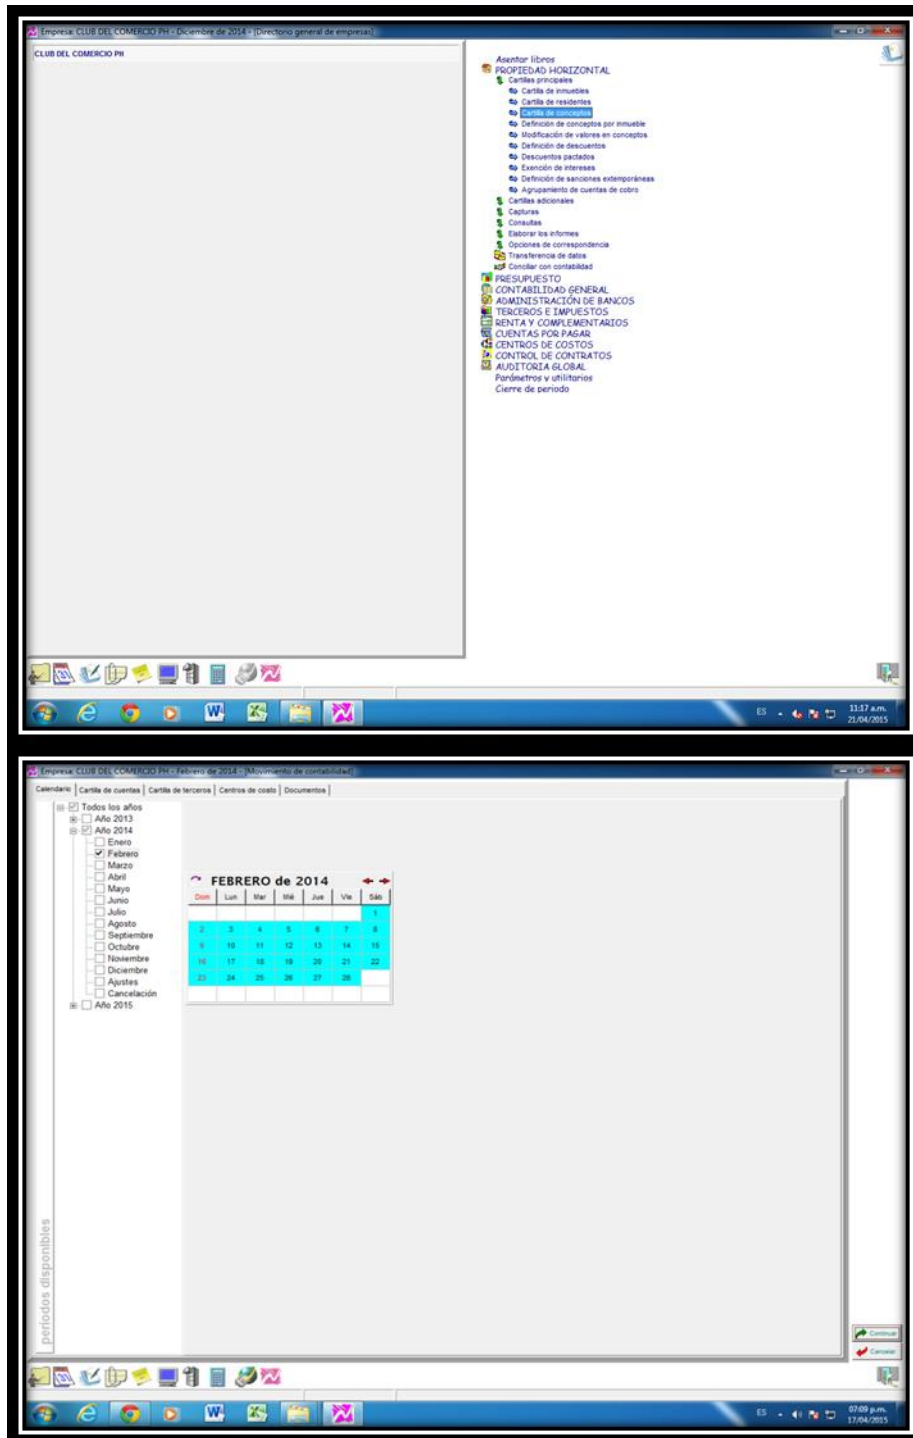 Empresa: CLUB DEL COMERCIO PH - Diciembre de 2014 - [Directorio general de empresas]
CLUB DEL COMERCIO PH
Asentar libros
PROPIEDAD HORIZONTAL
Cartillas principales
Cartilla de inmuebles
Cartilla de residentes
Cartilla de conceptos
Definición de conceptos por inmueble
Modificación de valores en conceptos
Definición de descuentos
Descuentos pactados
Exención de intereses
Definición de sanciones extemporáneas
Agrupamiento de cuentas de cobro
Cartillas adicionales
Capturas
Consultas
Elaborar los informes
Opciones de correspondencia
Transferencia de datos
Conciliar con contabilidad
PRESUPUESTO
CONTABILIDAD GENERAL
ADMINISTRACIÓN DE BANCOS
TERCEROS E IMPUESTOS
RENTA Y COMPLEMENTARIOS
CUENTAS POR PAGAR
CENTROS DE COSTOS
CONTROL DE CONTRATOS
AUDITORIA GLOBAL
Parámetros y utilitarios
Cierre de periodo
ES 11:17 a.m.
21/04/2015
Empresa: CLUB DEL COMERCIO PH - Febrero de 2014 - [Movimiento de contabilidad]
Calendario Cartilla de cuentas Cartilla de terceros Centros de costo Documentos
Todos los años
Año 2013
Año 2014
Enero
Febrero
Marzo
Abril
Mayo
Junio
Julio
Agosto
Septiembre
Octubre
Noviembre
Diciembre
Ajustes
Cancelación
Año 2015
FEBRERO de 2014
Dom Lun Mar Mié Jue Vie Sáb
1
2 3 4 5 6 7 8
9 10 11 12 13 14 15
16 17 18 19 20 21 22
23 24 25 26 27 28
períodos disponibles
Continuar
Cancelar
ES 07:09 p.m.
17/04/2015